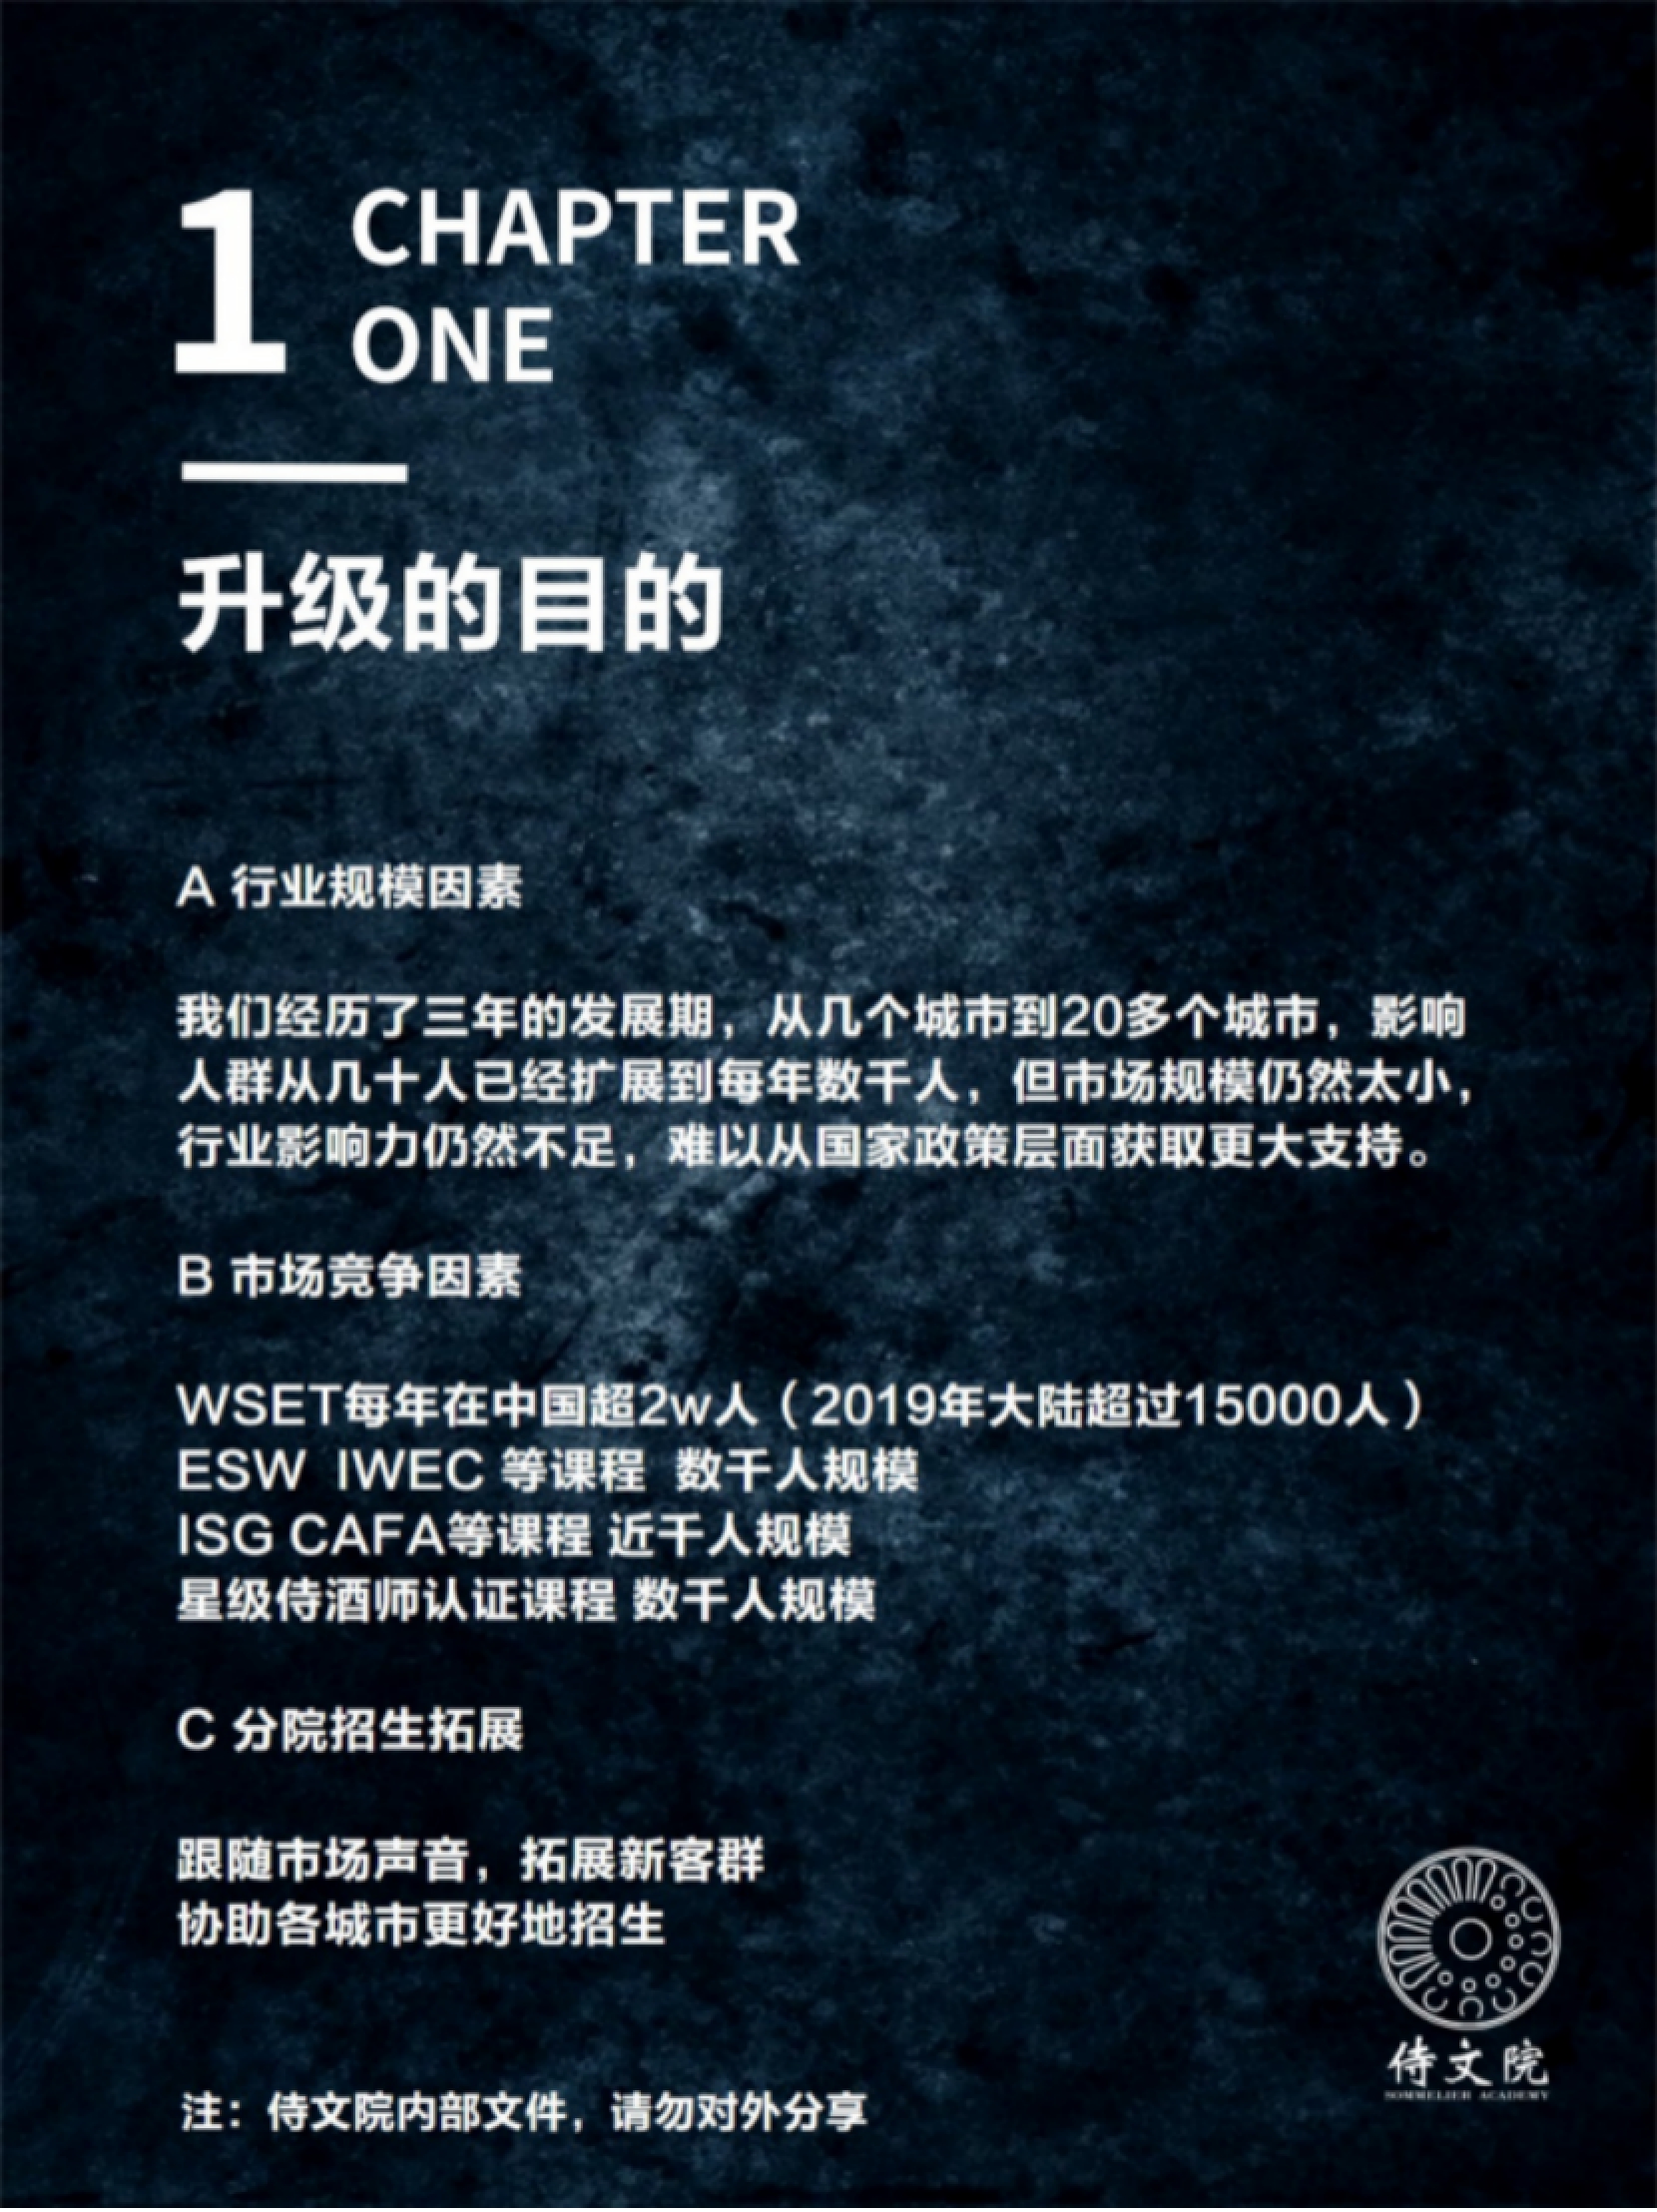 1 CHAPTER
ONE
升级的目的
A 行业规模因素
我们经历了三年的发展期，从几个城市到20多个城市，影响
人群从几十人已经扩展到每年数千人，但市场规模仍然太小，
行业影响力仍然不足，难以从国家政策层面获取更大支持。
B 市场竞争因素
WSET每年在中国超2w人（2019年大陆超过15000人）
ESW IWEC 等课程 数千人规模
ISG CAFA等课程 近千人规模
星级侍酒师认证课程 数千人规模
C 分院招生拓展
跟随市场声音，拓展新客群
协助各城市更好地招生
侍文院
SOMMELIER ACADEMY
注：侍文院内部文件，请勿对外分享